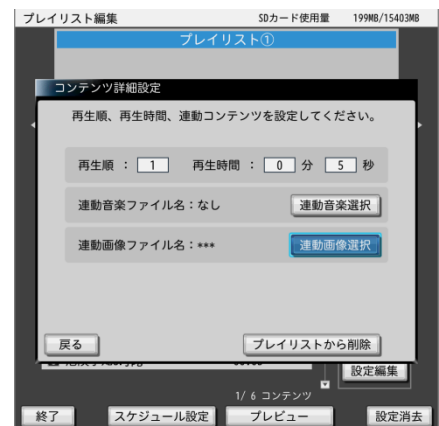 プレイリスト編集 SDカード使用量 199MB/15403MB
プレイリスト①
コンテンツ詳細設定
再生順、再生時間、連動コンテンツを設定してください。
再生順 : 1 再生時間 : 0 分 5 秒
連動音楽ファイル名:なし 連動音楽選択
連動画像ファイル名:*** 連動画像選択
戻る プレイリストから削除
設定編集
1/ 6 コンテンツ
終了 スケジュール設定 プレビュー 設定消去